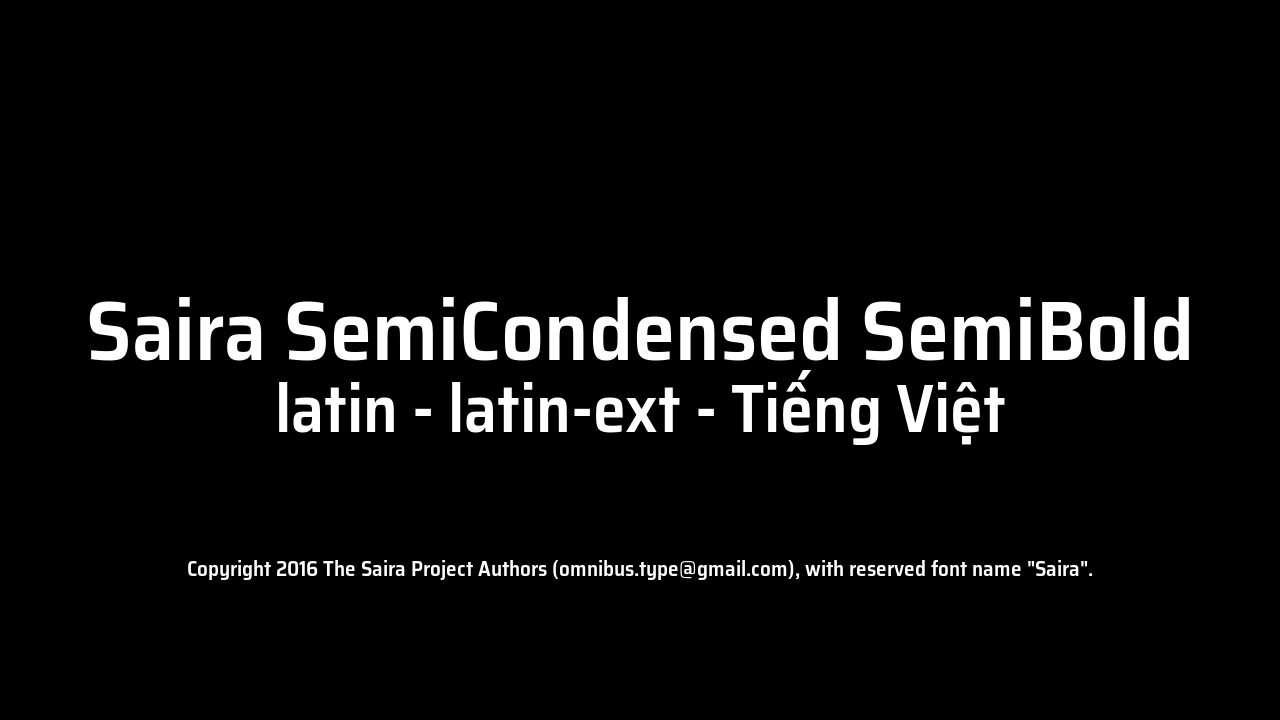 Saira SemiCondensed SemiBold
latin - latin-ext - Tiếng Việt
Copyright 2016 The Saira Project Authors (omnibus.type@gmail.com), with reserved font name "Saira".